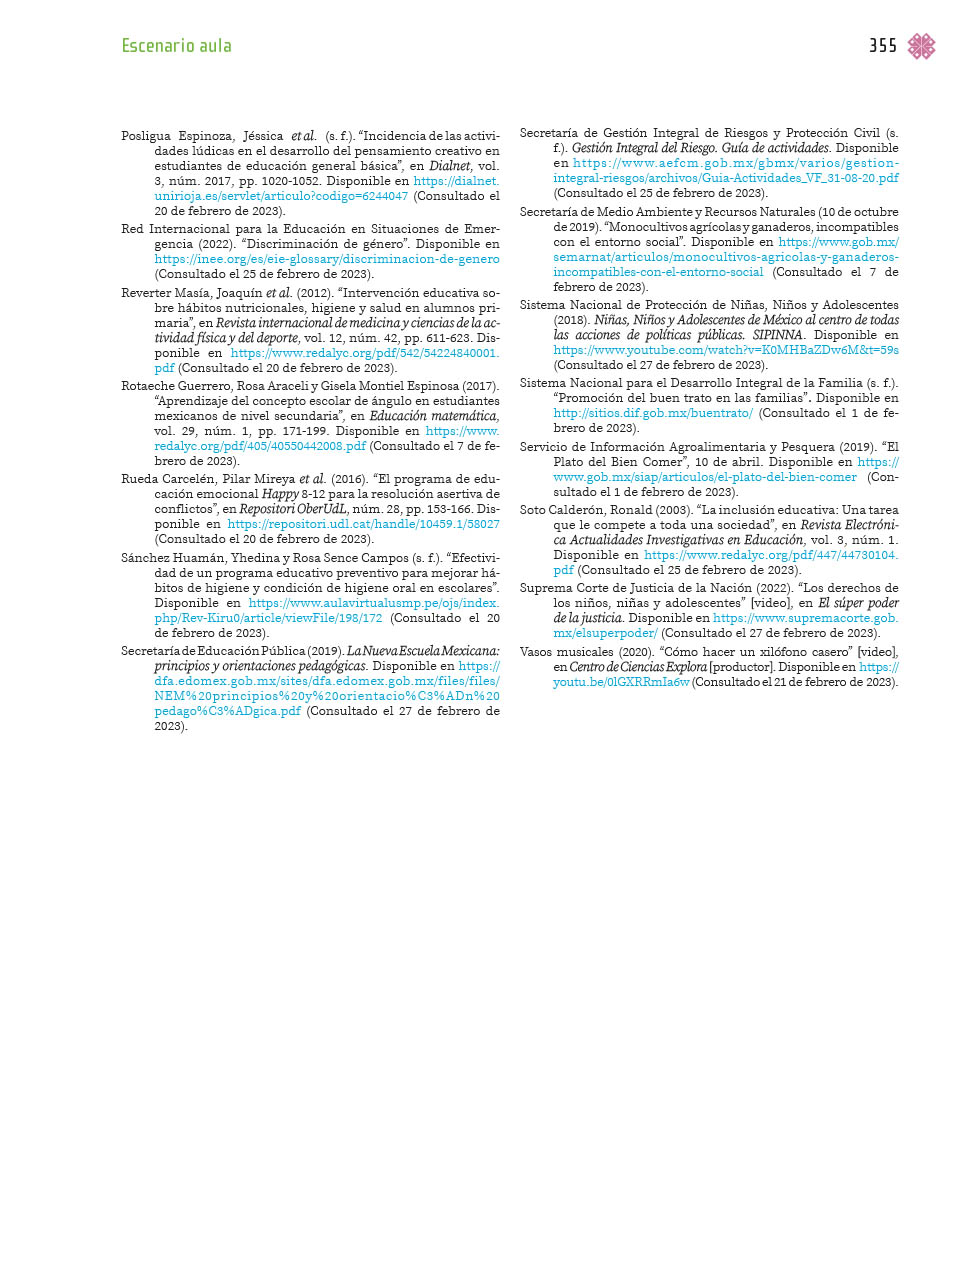 Escenario aula
355
Posligua Espinoza, Jéssica et al. (s. f.). “Incidencia de las activi-
dades lúdicas en el desarrollo del pensamiento creativo en
estudiantes de educación general básica”, en Dialnet, vol.
3, núm. 2017, pp. 1020-1052. Disponible en https://dialnet.
unirioja.es/servlet/articulo?codigo=6244047 (Consultado el
20 de febrero de 2023).
Red Internacional para la Educación en Situaciones de Emer-
gencia (2022). “Discriminación de género”. Disponible en
https://inee.org/es/eie-glossary/discriminacion-de-genero
(Consultado el 25 de febrero de 2023).
Reverter Masía, Joaquín et al. (2012). “Intervención educativa so-
bre hábitos nutricionales, higiene y salud en alumnos pri-
maria”, en Revista internacional de medicina y ciencias de la ac-
tividad física y del deporte, vol. 12, núm. 42, pp. 611-623. Dis-
ponible en https://www.redalyc.org/pdf/542/54224840001.
pdf (Consultado el 20 de febrero de 2023).
Rotaeche Guerrero, Rosa Araceli y Gisela Montiel Espinosa (2017).
“Aprendizaje del concepto escolar de ángulo en estudiantes
mexicanos de nivel secundaria”, en Educación matemática,
vol. 29, núm. 1, pp. 171-199. Disponible en https://www.
redalyc.org/pdf/405/40550442008.pdf (Consultado el 7 de fe-
brero de 2023).
Rueda Carcelén, Pilar Mireya et al. (2016). “El programa de edu-
cación emocional Happy 8-12 para la resolución asertiva de
conflictos”, en Repositori OberUdL, núm. 28, pp. 153-166. Dis-
ponible en https://repositori.udl.cat/handle/10459.1/58027
(Consultado el 20 de febrero de 2023).
Sánchez Huamán, Yhedina y Rosa Sence Campos (s. f.). “Efectivi-
dad de un programa educativo preventivo para mejorar há-
bitos de higiene y condición de higiene oral en escolares”.
Disponible en https://www.aulavirtualusmp.pe/ojs/index.
php/Rev-Kiru0/article/viewFile/198/172 (Consultado el 20
de febrero de 2023).
Secretaría de Educación Pública (2019). La Nueva Escuela Mexicana:
principios y orientaciones pedagógicas. Disponible en https://
dfa.edomex.gob.mx/sites/dfa.edomex.gob.mx/files/files/
NEM%20principios%20y%20orientacio%C3%ADn%20
pedago%C3%ADgica.pdf (Consultado el 27 de febrero de
2023).
Secretaría de Gestión Integral de Riesgos y Protección Civil (s.
f.). Gestión Integral del Riesgo. Guía de actividades. Disponible
en https://www.aefcm.gob.mx/gbmx/varios/gestion-
integral-riesgos/archivos/Guia-Actividades_VF_31-08-20.pdf
(Consultado el 25 de febrero de 2023).
Secretaría de Medio Ambiente y Recursos Naturales (10 de octubre
de 2019). “Monocultivos agrícolas y ganaderos, incompatibles
con el entorno social”. Disponible en https://www.gob.mx/
semarnat/articulos/monocultivos-agricolas-y-ganaderos-
incompatibles-con-el-entorno-social (Consultado el 7 de
febrero de 2023).
Sistema Nacional de Protección de Niñas, Niños y Adolescentes
(2018). Niñas, Niños y Adolescentes de México al centro de todas
las acciones de políticas públicas. SIPINNA. Disponible en
https://www.youtube.com/watch?v=K0MHBaZDw6M&t=59s
(Consultado el 27 de febrero de 2023).
Sistema Nacional para el Desarrollo Integral de la Familia (s. f.).
“Promoción del buen trato en las familias”. Disponible en
http://sitios.dif.gob.mx/buentrato/ (Consultado el 1 de fe-
brero de 2023).
Servicio de Información Agroalimentaria y Pesquera (2019). “El
Plato del Bien Comer”, 10 de abril. Disponible en https://
www.gob.mx/siap/articulos/el-plato-del-bien-comer (Con-
sultado el 1 de febrero de 2023).
Soto Calderón, Ronald (2003). “La inclusión educativa: Una tarea
que le compete a toda una sociedad”, en Revista Electróni-
ca Actualidades Investigativas en Educación, vol. 3, núm. 1.
Disponible en https://www.redalyc.org/pdf/447/44730104.
pdf (Consultado el 25 de febrero de 2023).
Suprema Corte de Justicia de la Nación (2022). “Los derechos de
los niños, niñas y adolescentes” [video], en El súper poder
de la justicia. Disponible en https://www.supremacorte.gob.
mx/elsuperpoder/ (Consultado el 27 de febrero de 2023).
Vasos musicales (2020). “Cómo hacer un xilófono casero” [video],
en Centro de Ciencias Explora [productor]. Disponible en https://
youtu.be/0lGXRRmIa6w (Consultado el 21 de febrero de 2023).